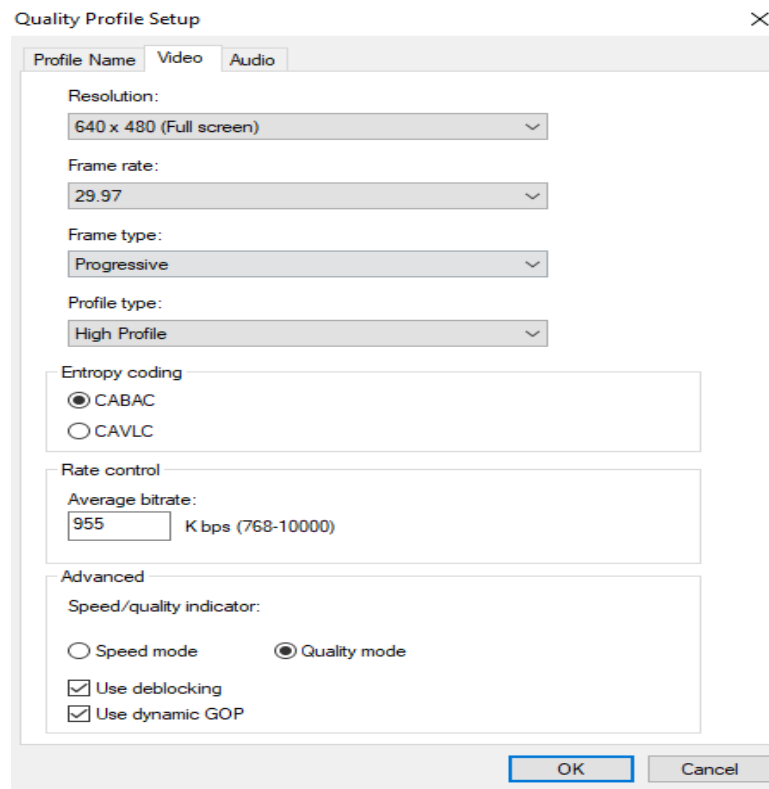 Quality Profile Setup
Profile Name Video Audio
Resolution:
640 x 480 (Full screen)
Frame rate:
29.97
Frame type:
Progressive
Profile type:
High Profile
Entropy coding
CABAC
CAVLC
Rate control
Average bitrate:
955 K bps (768-10000)
Advanced
Speed/quality indicator:
Speed mode Quality mode
Use deblocking
Use dynamic GOP
OK Cancel